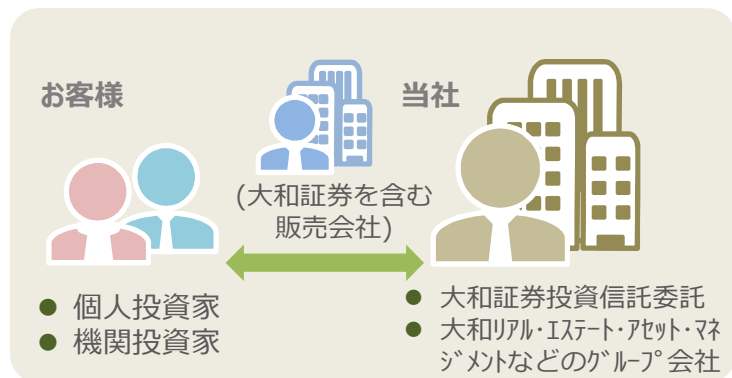 お客様
当社
(大和証券を含む
販売会社)
● 個人投資家
● 機関投資家
● 大和証券投資信託委託
● 大和ﾘｱﾙ・ｴｽﾃｰﾄ・ｱｾｯﾄ・ﾏﾈ
ｼﾞﾒﾝﾄなどのｸﾞﾙｰﾌﾟ会社